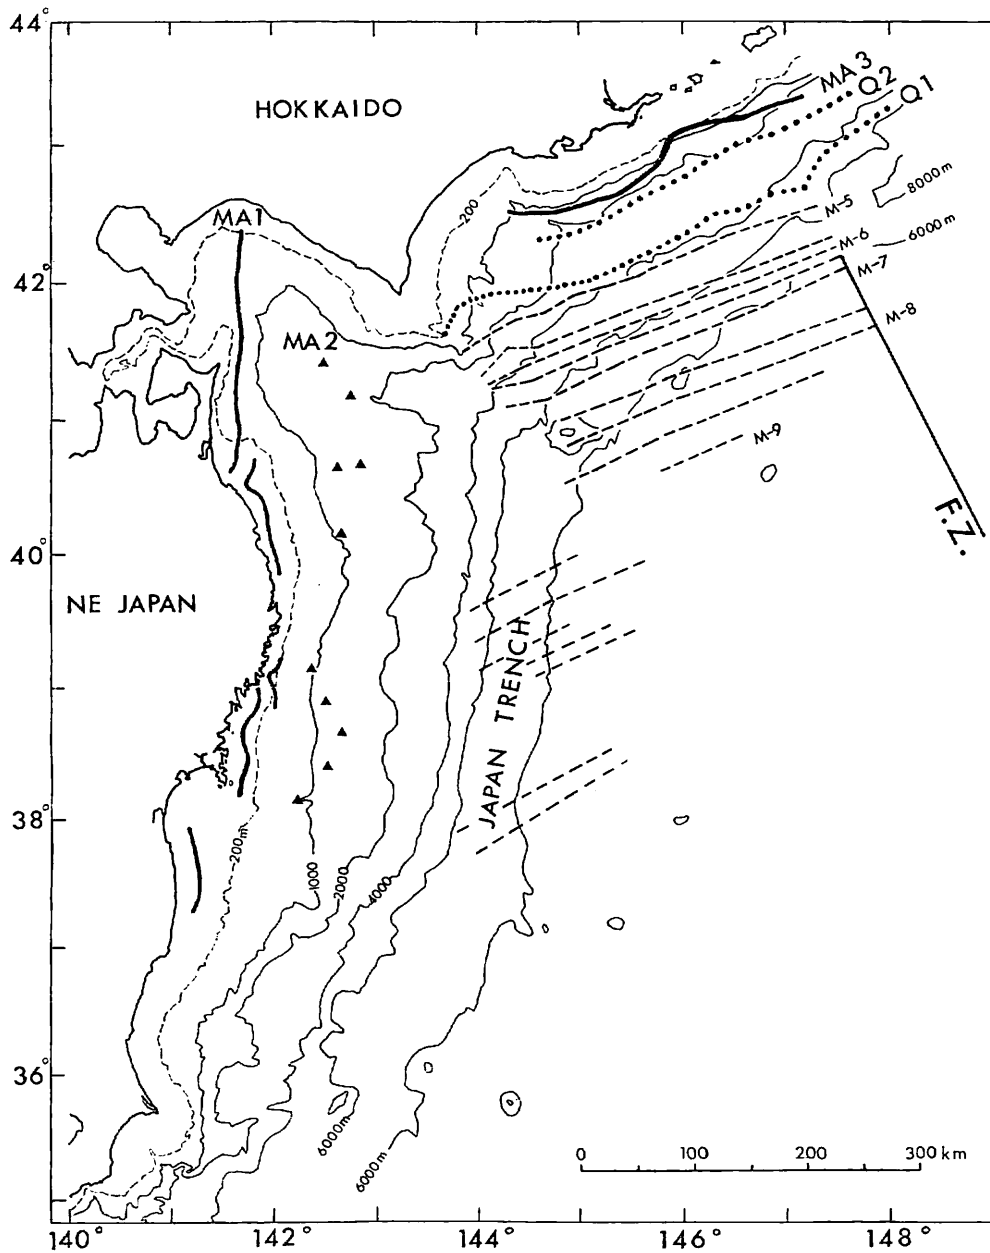 44°
HOKKAIDO
MA3
Q2
Q1
8000m
200
M-5
MA1
6000m
M-6
42°
M-7
MA2
M-8
M-9
F.Z.
40°
NE JAPAN
JAPAN TRENCH
38°
200m
1000
2000
4000
36°
6000m
6000m
0 100 200 300 km
140° 142° 144° 146° 148°